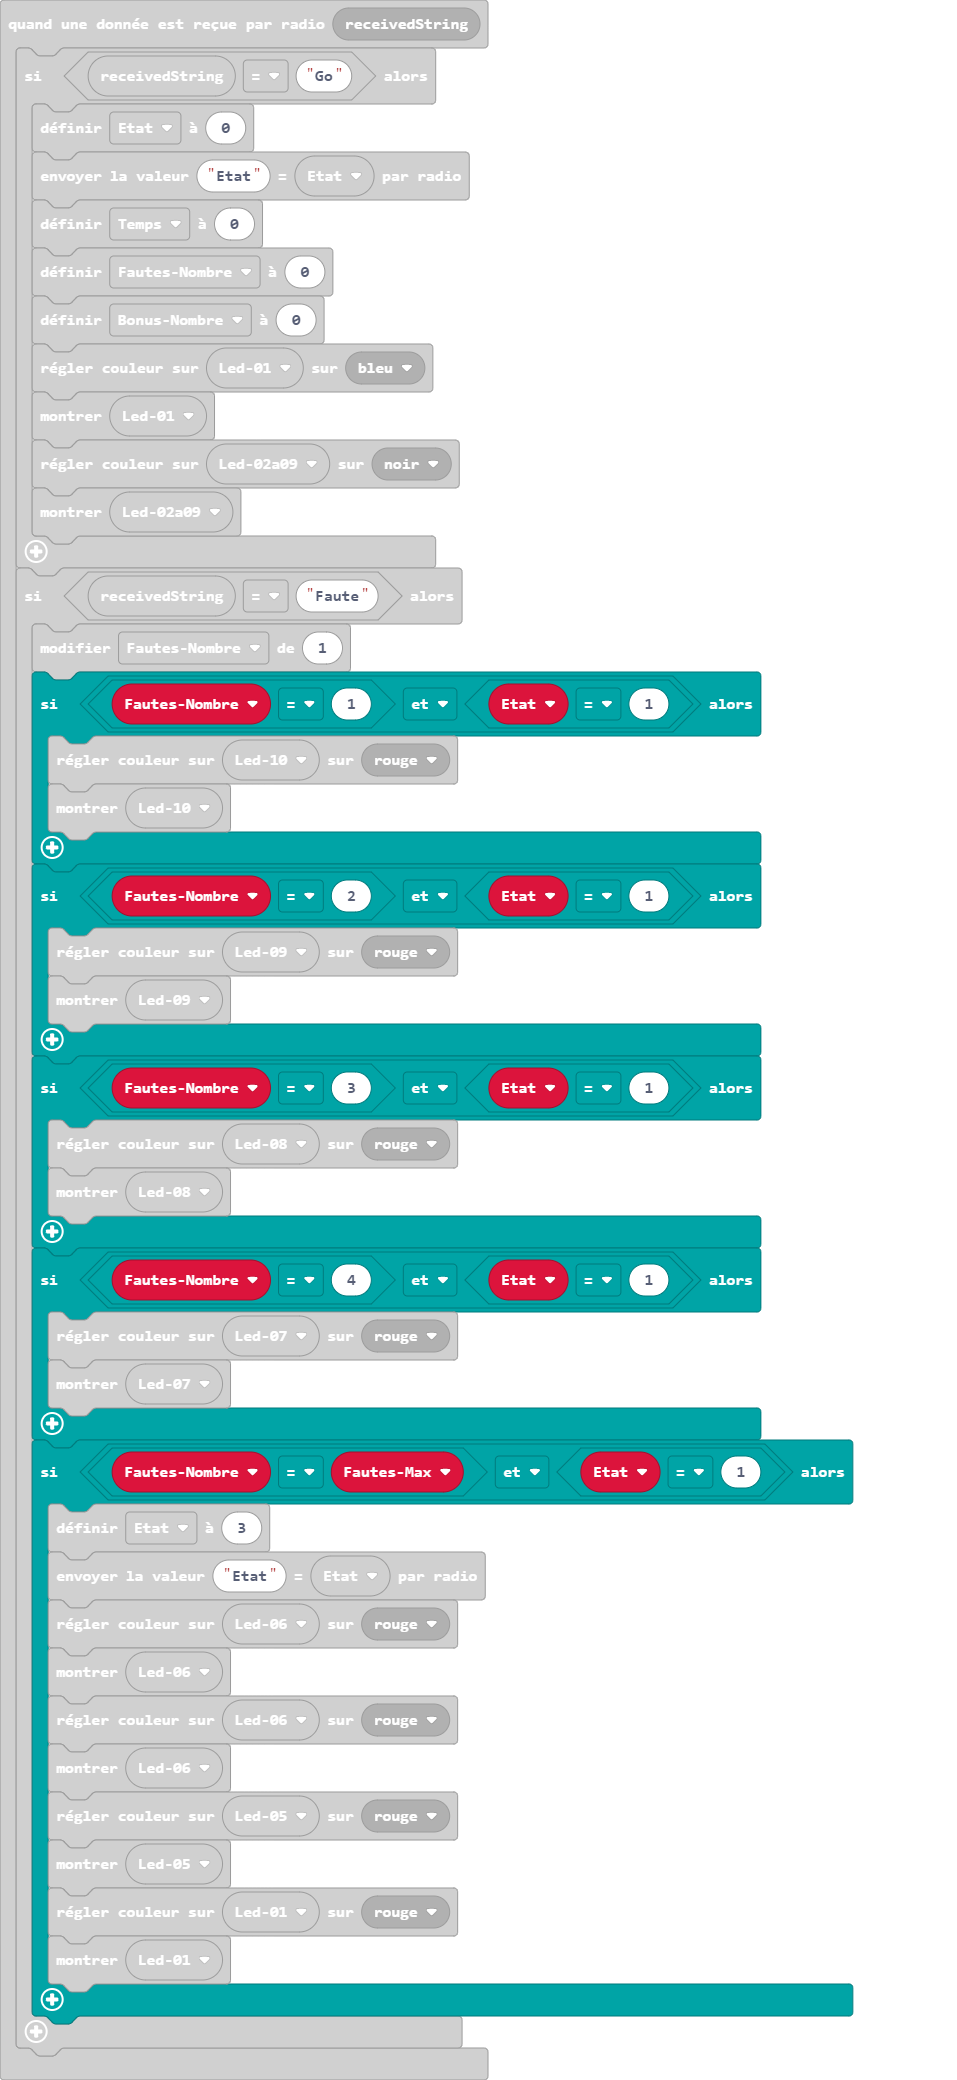 quand une donnée est reçue par radio receivedString
si receivedString = "Go" alors
définir Etat à 0
envoyer la valeur "Etat" = Etat par radio
définir Temps à 0
définir Fautes-Nombre à 0
définir Bonus-Nombre à 0
régler couleur sur Led-01 sur bleu
montrer Led-01
régler couleur sur Led-02a09 sur noir
montrer Led-02a09
si receivedString = "Faute" alors
modifier Fautes-Nombre de 1
si Fautes-Nombre = 1 et Etat = 1 alors
régler couleur sur Led-10 sur rouge
montrer Led-10
si Fautes-Nombre = 2 et Etat = 1 alors
régler couleur sur Led-09 sur rouge
montrer Led-09
si Fautes-Nombre = 3 et Etat = 1 alors
régler couleur sur Led-08 sur rouge
montrer Led-08
si Fautes-Nombre = 4 et Etat = 1 alors
régler couleur sur Led-07 sur rouge
montrer Led-07
si Fautes-Nombre = Fautes-Max et Etat = 1 alors
définir Etat à 3
envoyer la valeur "Etat" = Etat par radio
régler couleur sur Led-06 sur rouge
montrer Led-06
régler couleur sur Led-06 sur rouge
montrer Led-06
régler couleur sur Led-05 sur rouge
montrer Led-05
régler couleur sur Led-01 sur rouge
montrer Led-01